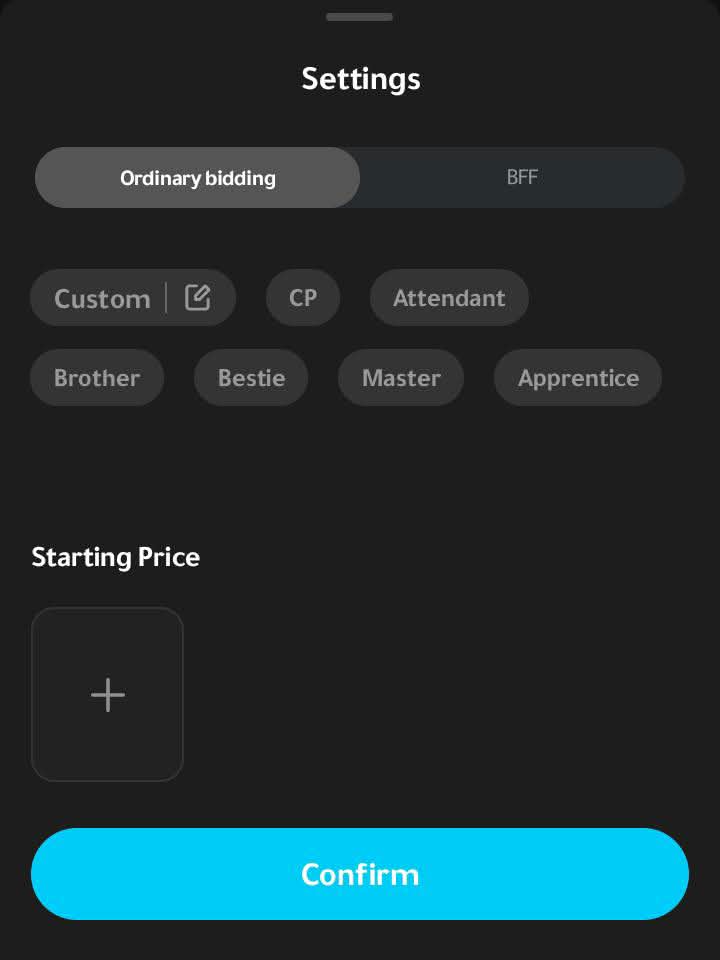 Settings
Ordinary bidding BFF
Custom CP Attendant
Brother Bestie Master Apprentice
Starting Price
Confirm